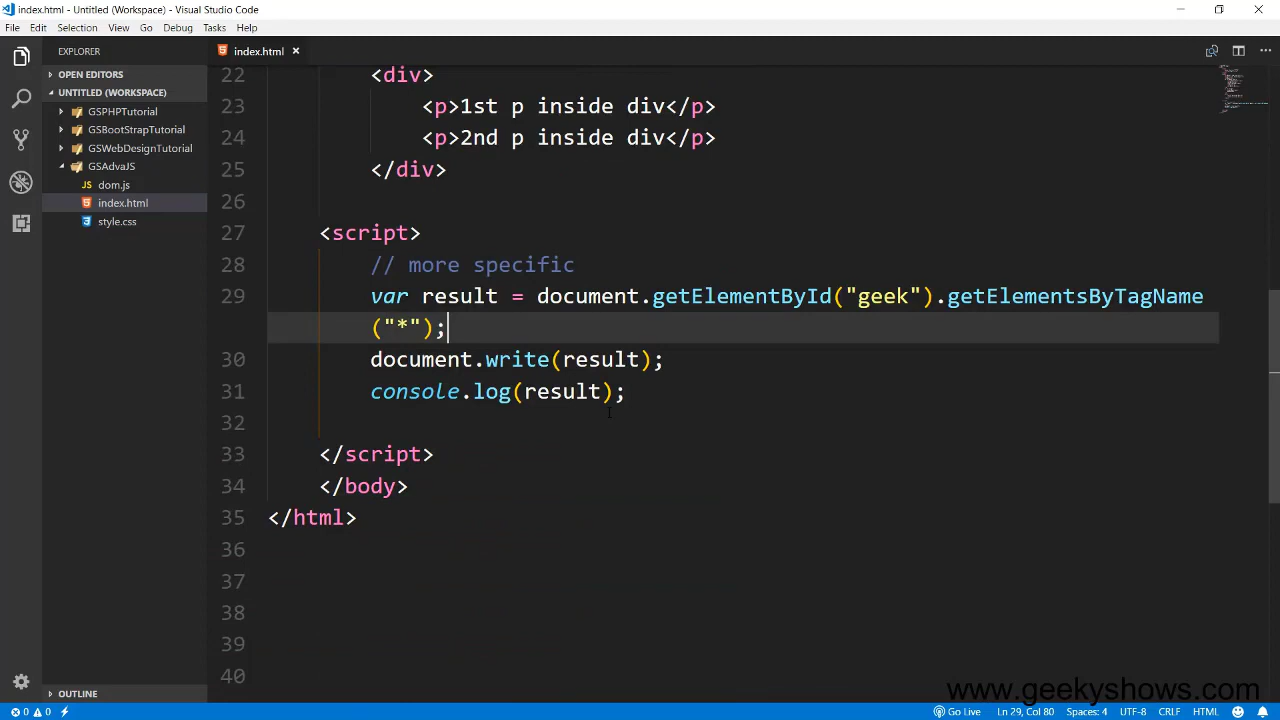 index.html - Untitled (Workspace) - Visual Studio Code
File Edit Selection View Go Debug Tasks Help
EXPLORER
OPEN EDITORS
UNTITLED (WORKSPACE)
GSPHPTutorial
GSBootStrapTutorial
GSWebDesignTutorial
GSAdvaJS
dom.js
index.html
style.css
OUTLINE
index.html
22 <div>
23 <p>1st p inside div</p>
24 <p>2nd p inside div</p>
25 </div>
26
27 <script>
28 // more specific
29 var result = document.getElementById("geek").getElementsByTagName
("*");
30 document.write(result);
31 console.log(result);
32
33 </script>
34 </body>
35 </html>
36
37
38
39
40
www.geekyshows.com
0 0 Go Live Ln 29, Col 80 Spaces: 4 UTF-8 CRLF HTML